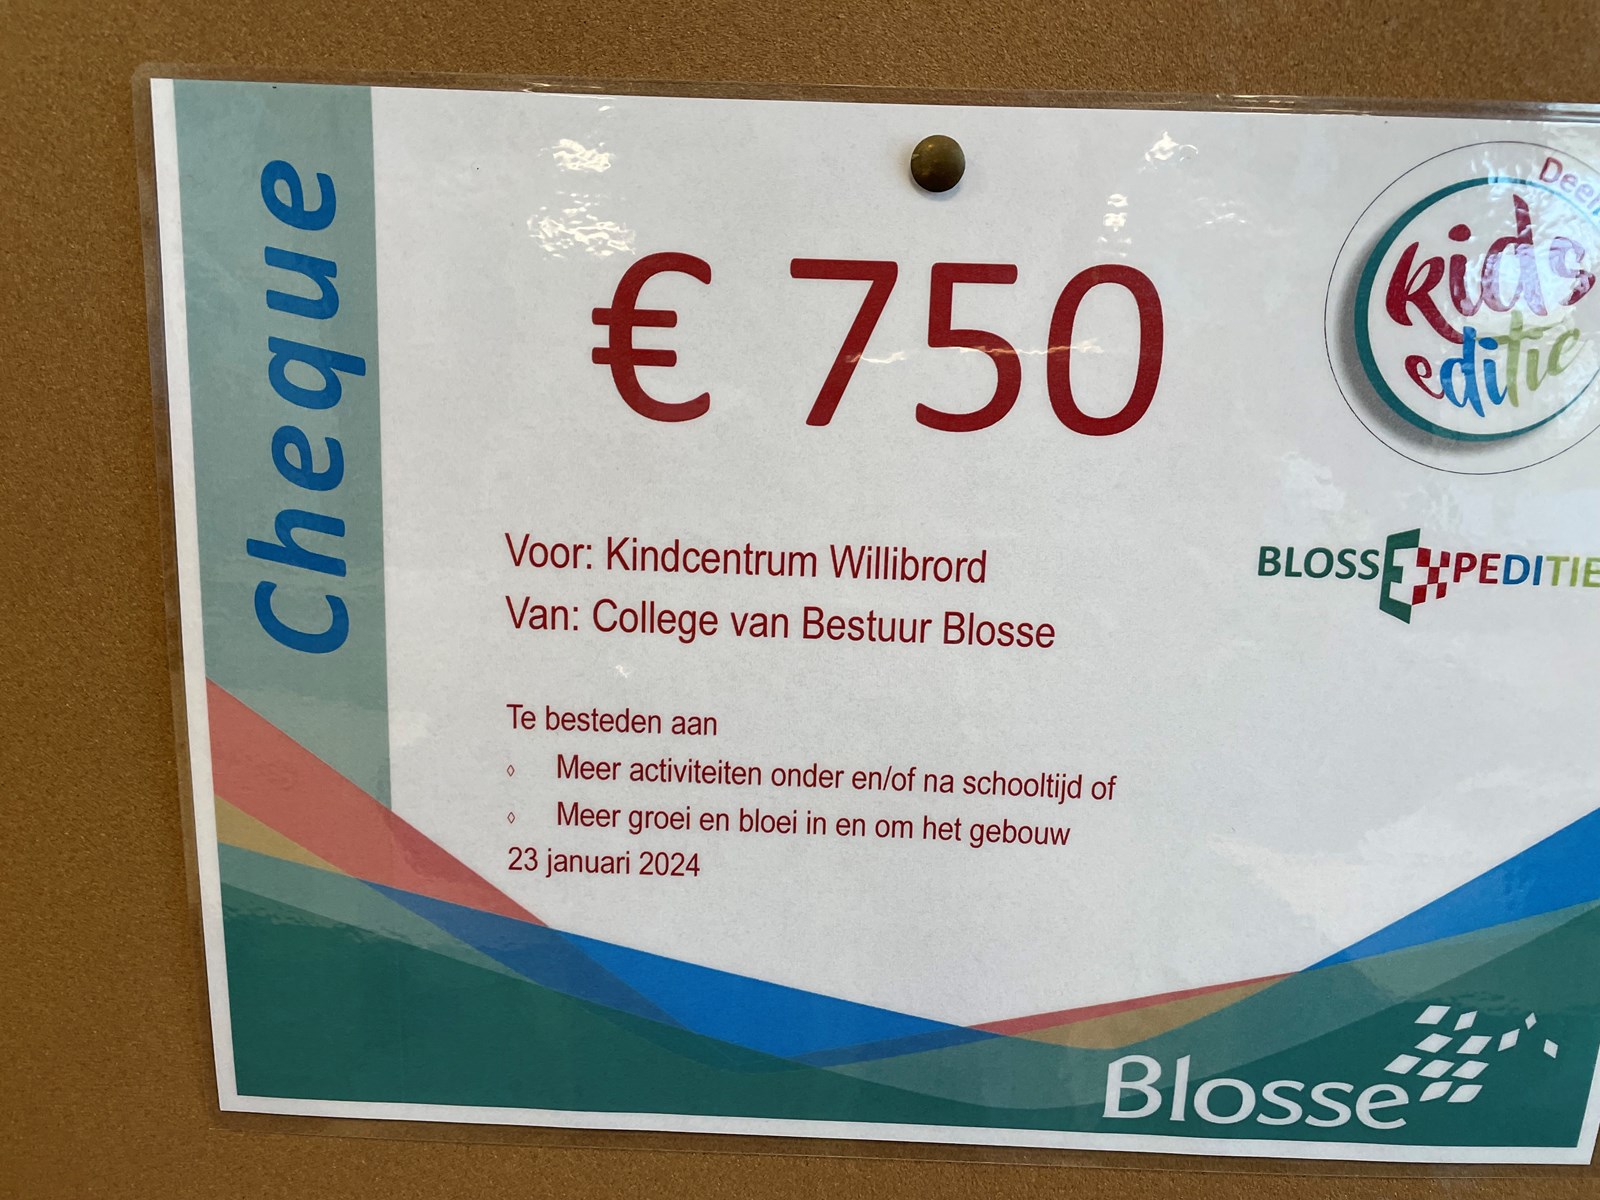 Cheque
€ 750
kids
editie
BLOSSEXPEDITIE
Voor: Kindcentrum Willibrord
Van: College van Bestuur Blosse
Te besteden aan
◊ Meer activiteiten onder en/of na schooltijd of
◊ Meer groei en bloei in en om het gebouw
23 januari 2024
Blosse